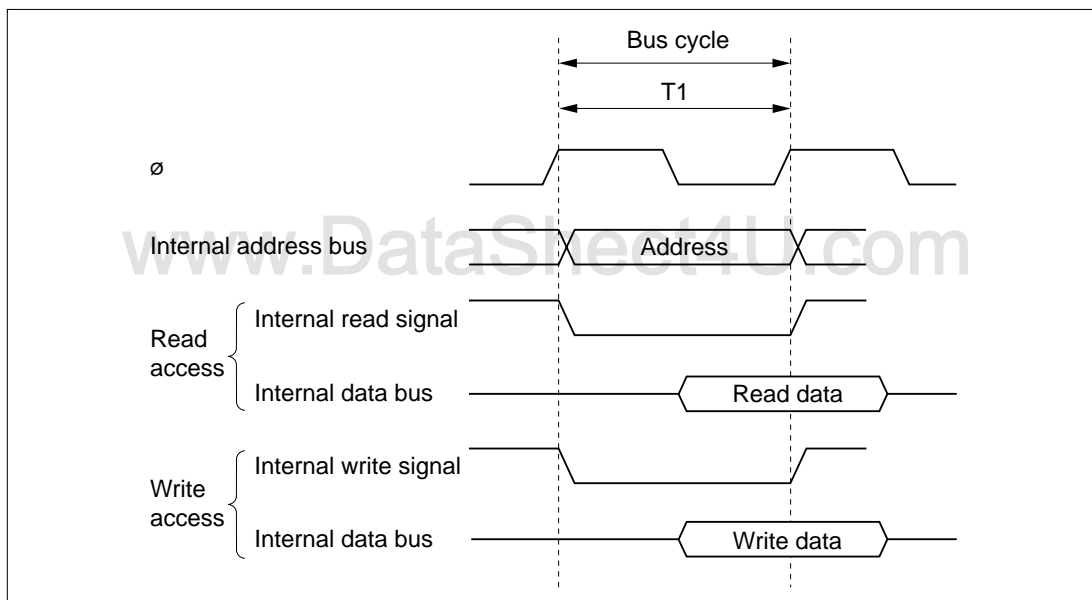 Bus cycle
T1
ø
Internal address bus
Address
www.DataSheet4U.com
Read access
Internal read signal
Internal data bus
Read data
Write access
Internal write signal
Internal data bus
Write data